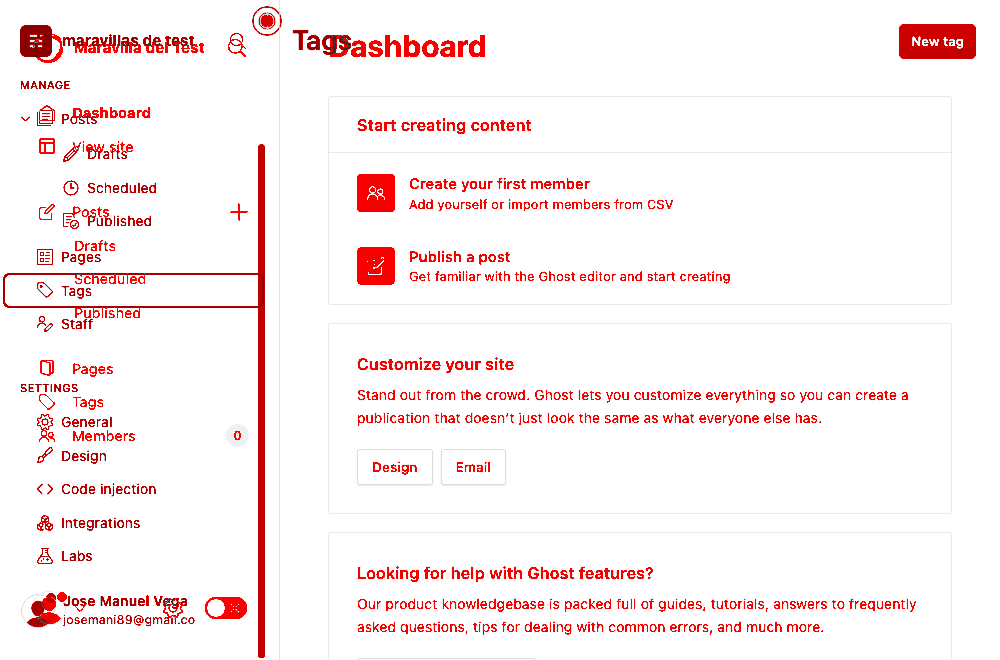 maravillas de test
Maravilla del Test
Tags
Dashboard
New tag
MANAGE
Dashboard
Posts
View site
Drafts
Scheduled
Posts
Published
Drafts
Pages
Scheduled
Tags
Published
Staff
Pages
SETTINGS
Tags
General
Members
0
Design
Code injection
Integrations
Labs
Jose Manuel Vega
josemani89@gmail.co
Start creating content
Create your first member
Add yourself or import members from CSV
Publish a post
Get familiar with the Ghost editor and start creating
Customize your site
Stand out from the crowd. Ghost lets you customize everything so you can create a
publication that doesn't just look the same as what everyone else has.
Design
Email
Looking for help with Ghost features?
Our product knowledgebase is packed full of guides, tutorials, answers to frequently
asked questions, tips for dealing with common errors, and much more.